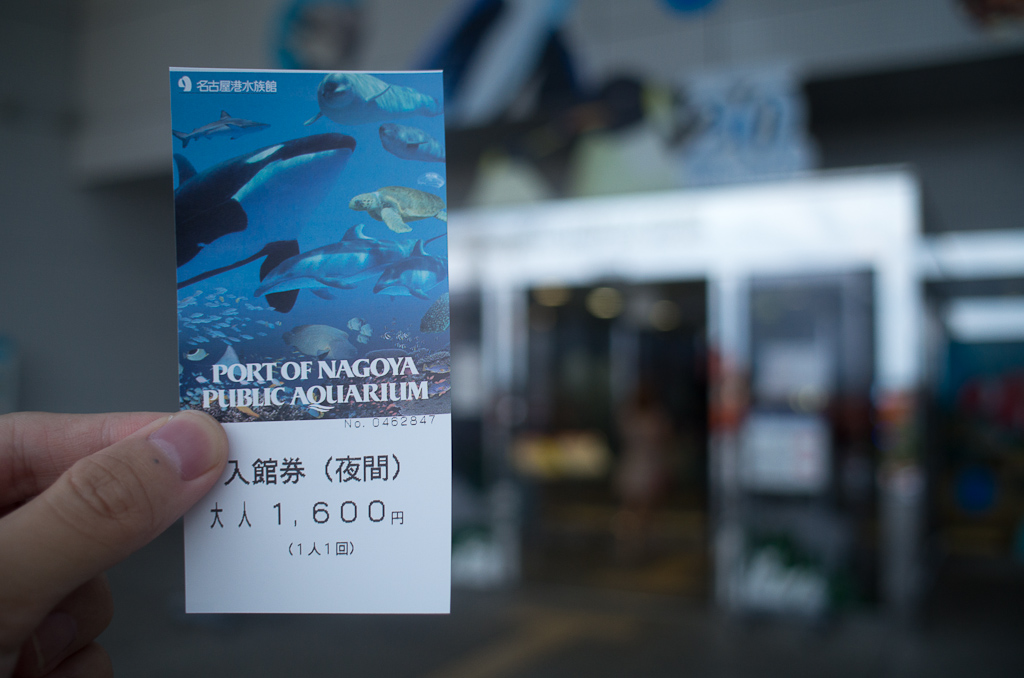 名古屋港水族館
PORT OF NAGOYA
PUBLIC AQUARIUM
No. 0462847
入館券（夜間）
大人 1,600円
（1人1回）